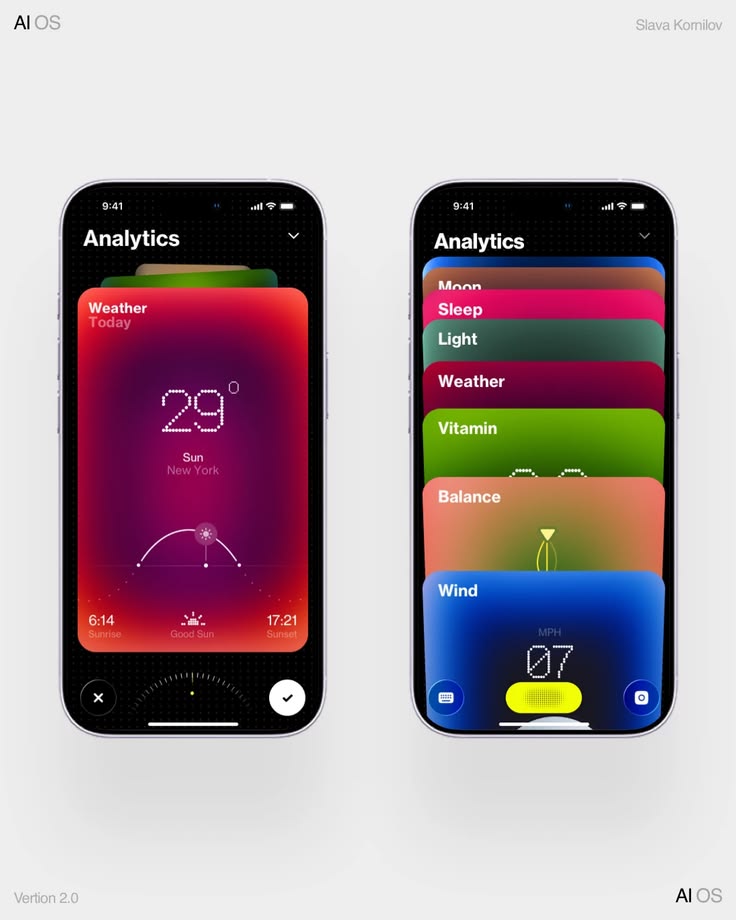 AI OS
Slava Kornilov
9:41
Analytics
Weather
Today
29°
Sun
New York
6:14
Sunrise
Good Sun
17:21
Sunset
9:41
Analytics
Moon
Sleep
Light
Weather
Vitamin
Balance
Wind
MPH
07
Vertion 2.0
AI OS